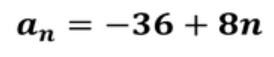 aₙ = −36 + 8n